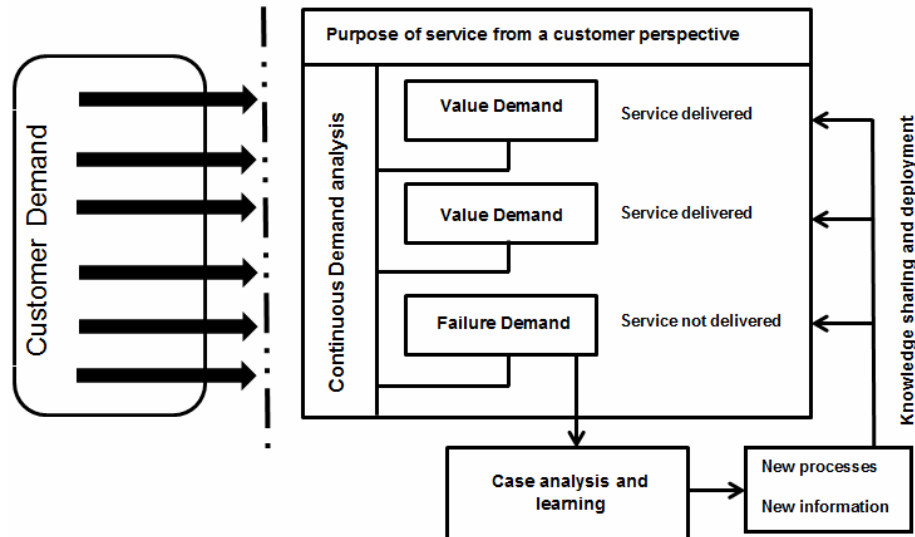 Customer Demand
Purpose of service from a customer perspective
Continuous Demand analysis
Value Demand
Service delivered
Value Demand
Service delivered
Failure Demand
Service not delivered
Knowledge sharing and deployment
Case analysis and
learning
New processes
New information